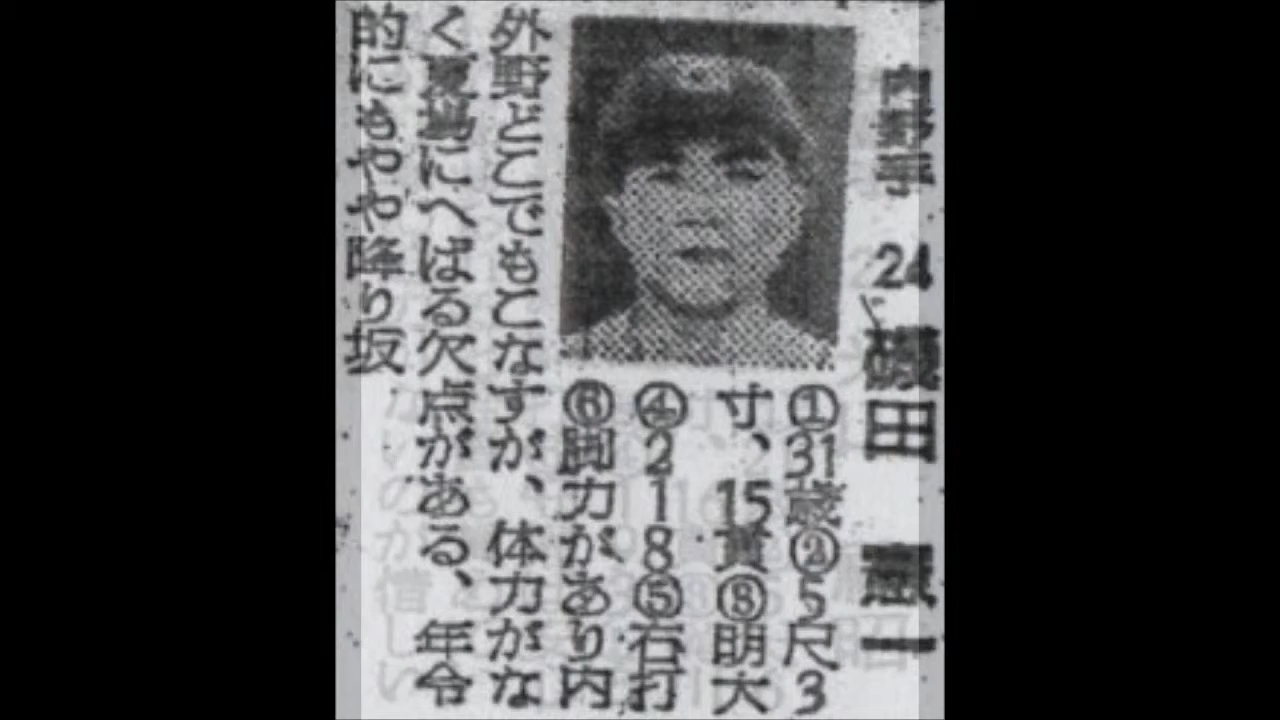 内野手 24 磯田 憲一
①31歳②5尺3
寸、15貫⑧明大
④218⑤石打
⑥脚力があり内
外野どこでもこなすが、体力がな
く夏場にへばる欠点がある、年令
的にもやや降り坂